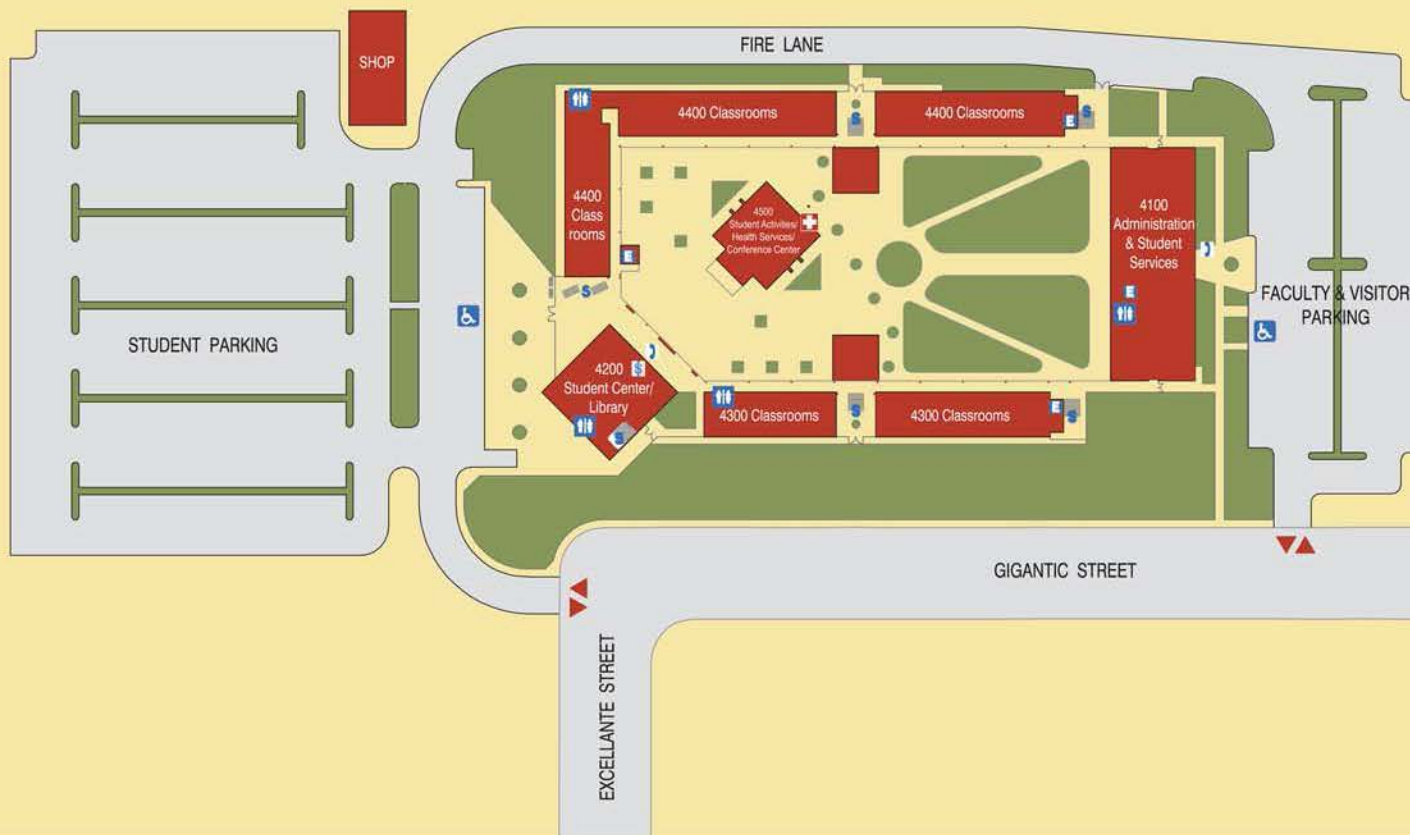 FIRE LANE
SHOP
4400 Classrooms
4400 Classrooms
S
S
E
4400
Class
rooms
4500
Student Activities/
Health Services/
Conference Center
4100
Administration
& Student
Services
E
E
S
FACULTY & VISITOR
PARKING
STUDENT PARKING
4200
$
Student Center/
Library
S
4300 Classrooms
S
4300 Classrooms
E
S
GIGANTIC STREET
EXCELLANTE STREET